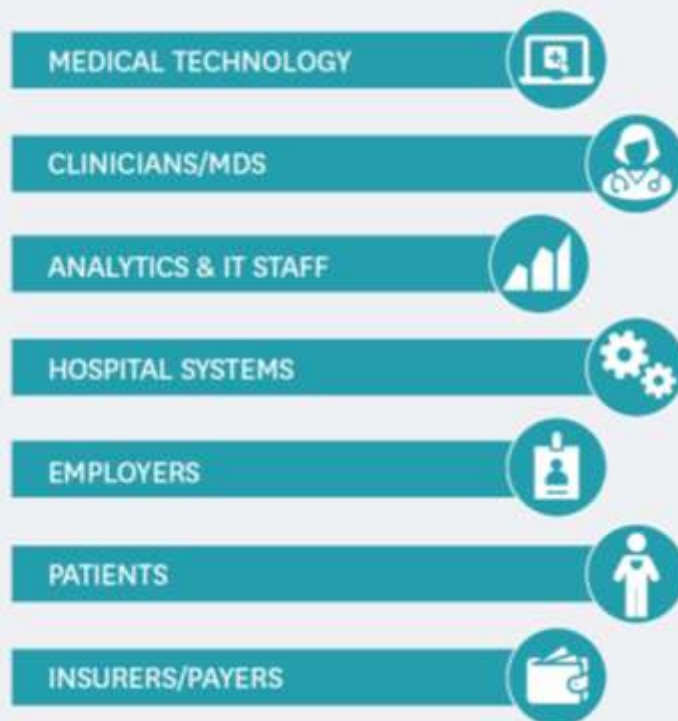 MEDICAL TECHNOLOGY
CLINICIANS/MDS
ANALYTICS & IT STAFF
HOSPITAL SYSTEMS
EMPLOYERS
PATIENTS
INSURERS/PAYERS